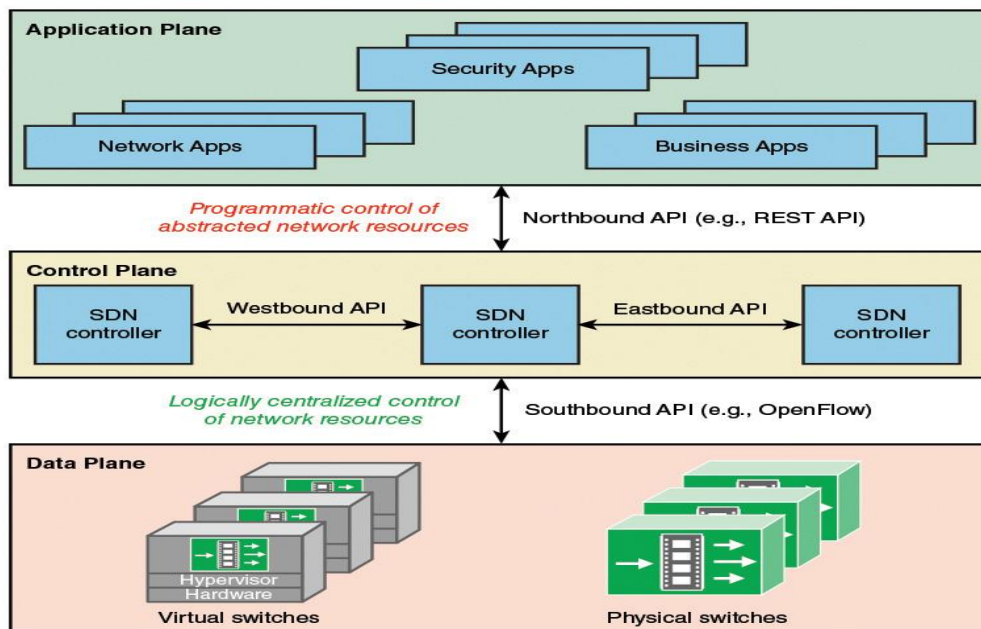 Application Plane
Security Apps
Network Apps
Business Apps
Programmatic control of
abstracted network resources
Northbound API (e.g., REST API)
Control Plane
SDN
controller
Westbound API
SDN
controller
Eastbound API
SDN
controller
Logically centralized control
of network resources
Southbound API (e.g., OpenFlow)
Data Plane
Hypervisor
Hardware
Virtual switches
Physical switches